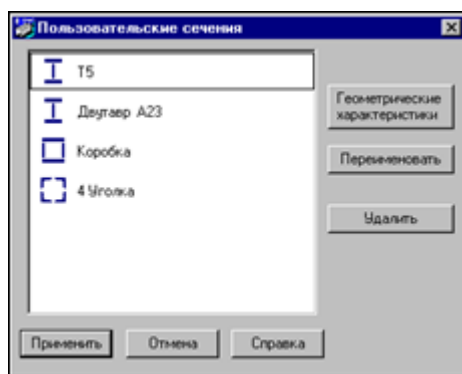 Пользовательские сечения
Т5
Двутавр А23
Коробка
4 Уголка
Геометрические
характеристики
Переименовать
Удалить
Применить
Отмена
Справка